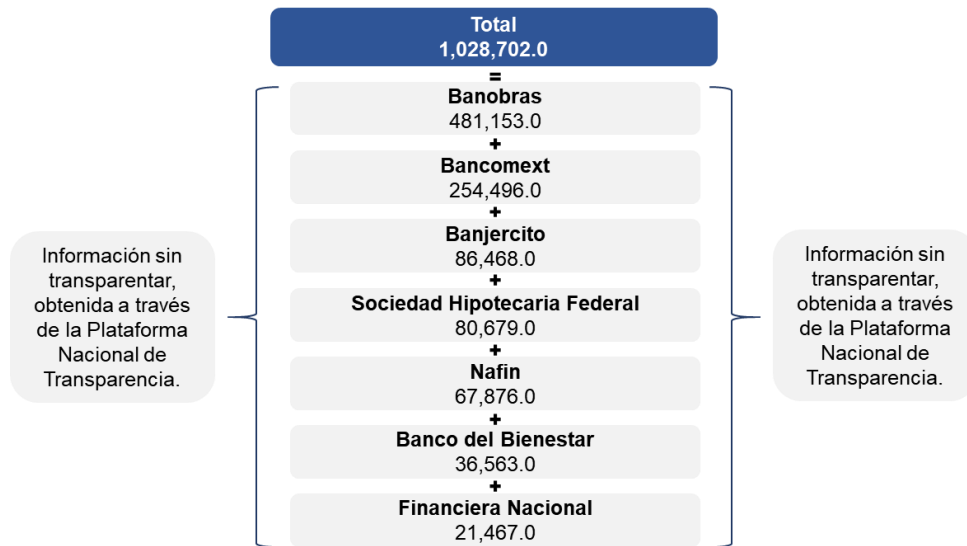 Total
1,028,702.0
=
Banobras
481,153.0
+
Bancomext
254,496.0
+
Banjercito
86,468.0
+
Sociedad Hipotecaria Federal
80,679.0
+
Nafin
67,876.0
+
Banco del Bienestar
36,563.0
+
Financiera Nacional
21,467.0
Información sin
transparentar,
obtenida a través
de la Plataforma
Nacional de
Transparencia.
Información sin
transparentar,
obtenida a través
de la Plataforma
Nacional de
Transparencia.